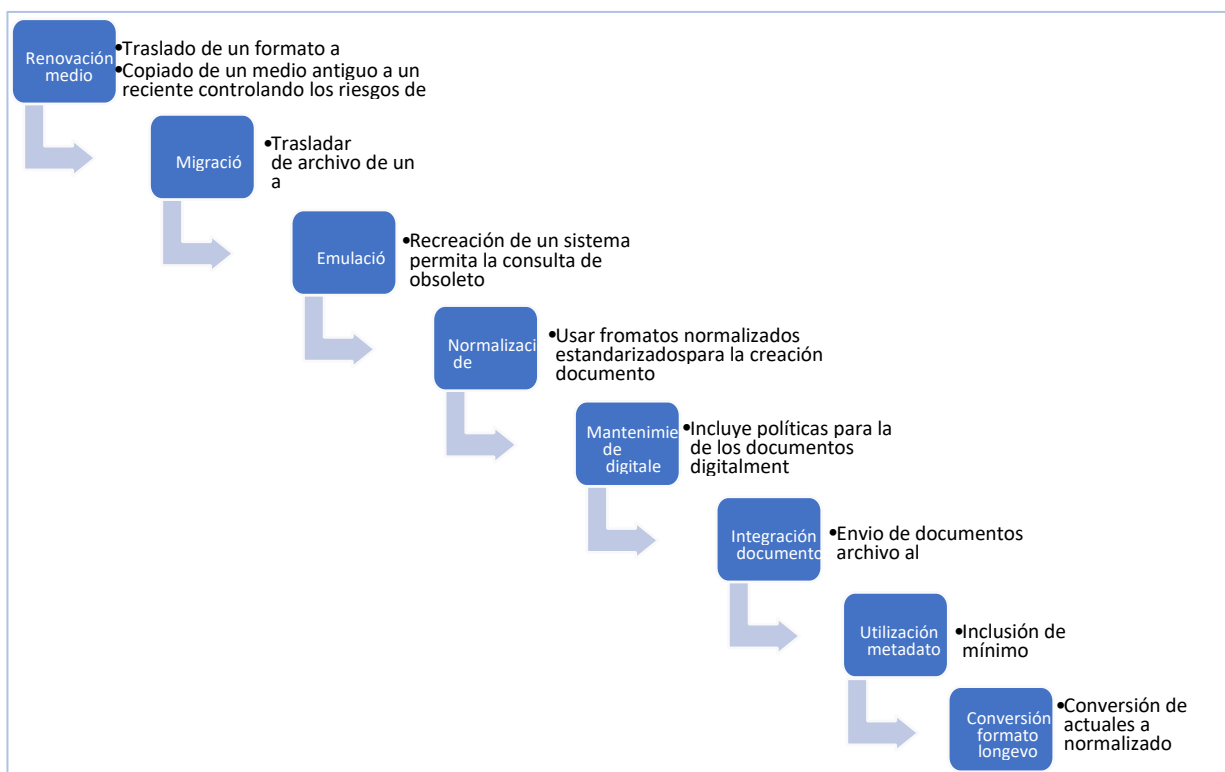 Renovación
medio
•Traslado de un formato a
•Copiado de un medio antiguo a un
reciente controlando los riesgos de
Migració
•Trasladar
de archivo de un
a
Emulació
•Recreación de un sistema
permita la consulta de
obsoleto
Normalizaci
de
•Usar fromatos normalizados
estandarizadospara la creación
documento
Mantenimie
de
digitale
•Incluye políticas para la
de los documentos
digitalment
Integración
documento
•Envio de documentos
archivo al
Utilización
metadato
•Inclusión de
mínimo
Conversión
formato
longevo
•Conversión de
actuales a
normalizado